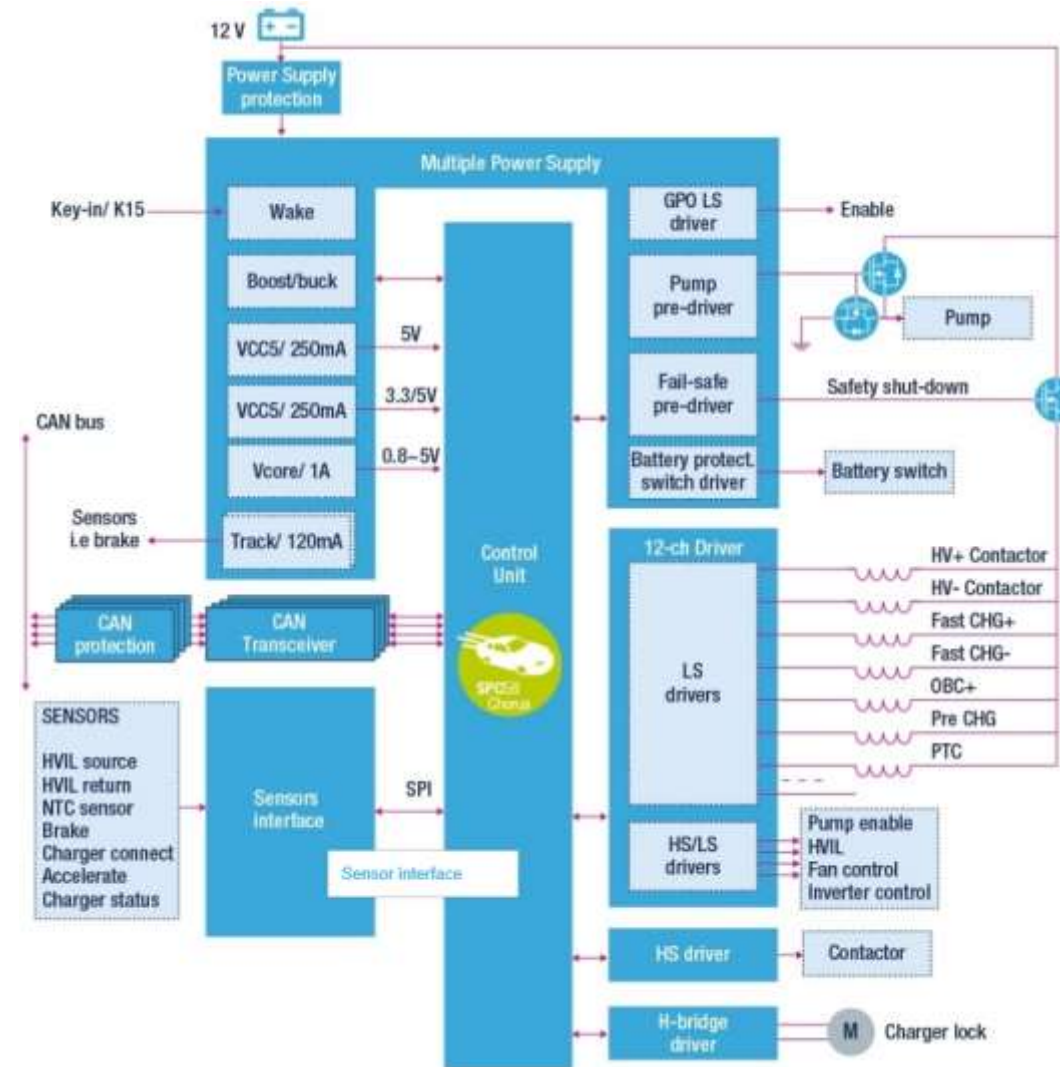 12 V
Power Supply
protection
Multiple Power Supply
Key-in/ K15
Wake
Boost/buck
VCC5/ 250mA
5V
VCC5/ 250mA
3.3/5V
Vcore/ 1A
0.8~5V
Track/ 120mA
Sensors
i.e brake
CAN bus
GPO LS
driver
Enable
Pump
pre-driver
Pump
Fail-safe
pre-driver
Safety shut-down
Battery protect.
switch driver
Battery switch
Control
Unit
SPC58
Chorus
CAN
protection
CAN
Transceiver
SENSORS
HVIL source
HVIL return
NTC sensor
Brake
Charger connect
Accelerate
Charger status
Sensors
interface
SPI
Sensor interface
12-ch Driver
LS
drivers
HV+ Contactor
HV- Contactor
Fast CHG+
Fast CHG-
OBC+
Pre CHG
PTC
HS/LS
drivers
Pump enable
HVIL
Fan control
Inverter control
HS driver
Contactor
H-bridge
driver
M
Charger lock